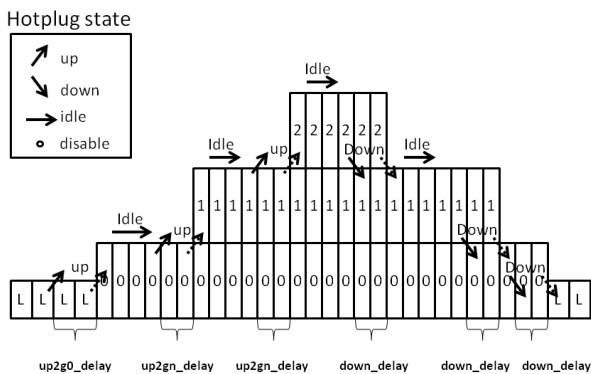 Hotplug state
up
down
idle
disable
Idle
2 2 2 2 2 2
up
Down
Idle
Idle
1 1 1 1 1 1 1 1 1 1 1 1 1 1 1 1 1 1 1
up
Down
Idle
up
Down
0 0 0 0 0 0 0 0 0 0 0 0 0 0 0 0 0 0 0 0 0 0 0 0 0 0 0 0
L L L L
L L
up2g0_delay
up2gn_delay
up2gn_delay
down_delay
down_delay
down_delay